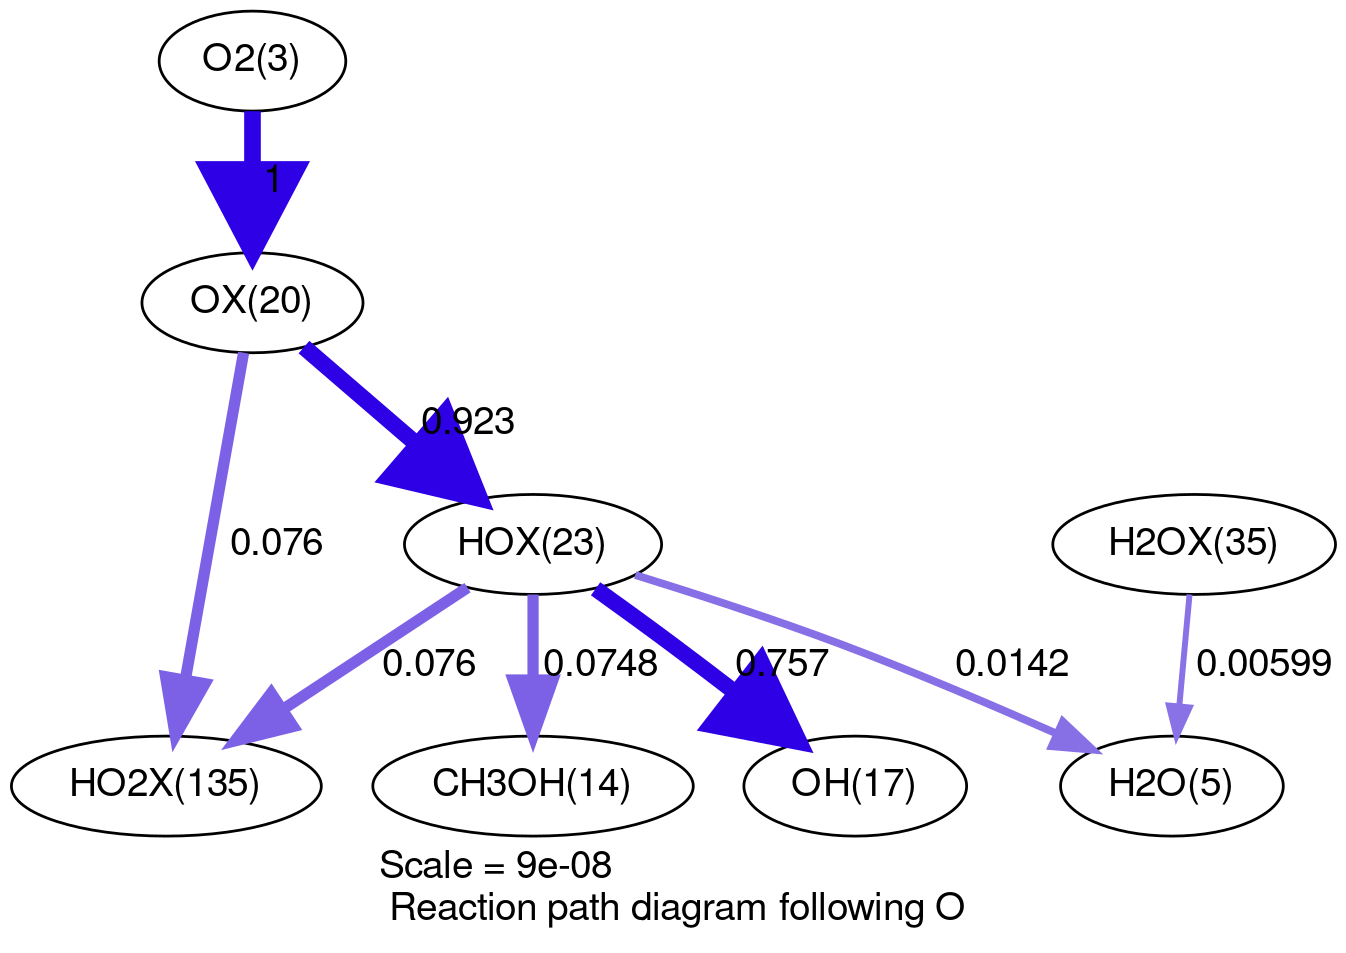 O2(3)
1
OX(20)
0.923
0.076
HOX(23)
H2OX(35)
0.076
0.0748
0.757
0.0142
0.00599
HO2X(135)
CH3OH(14)
OH(17)
H2O(5)
Scale = 9e-08
Reaction path diagram following O